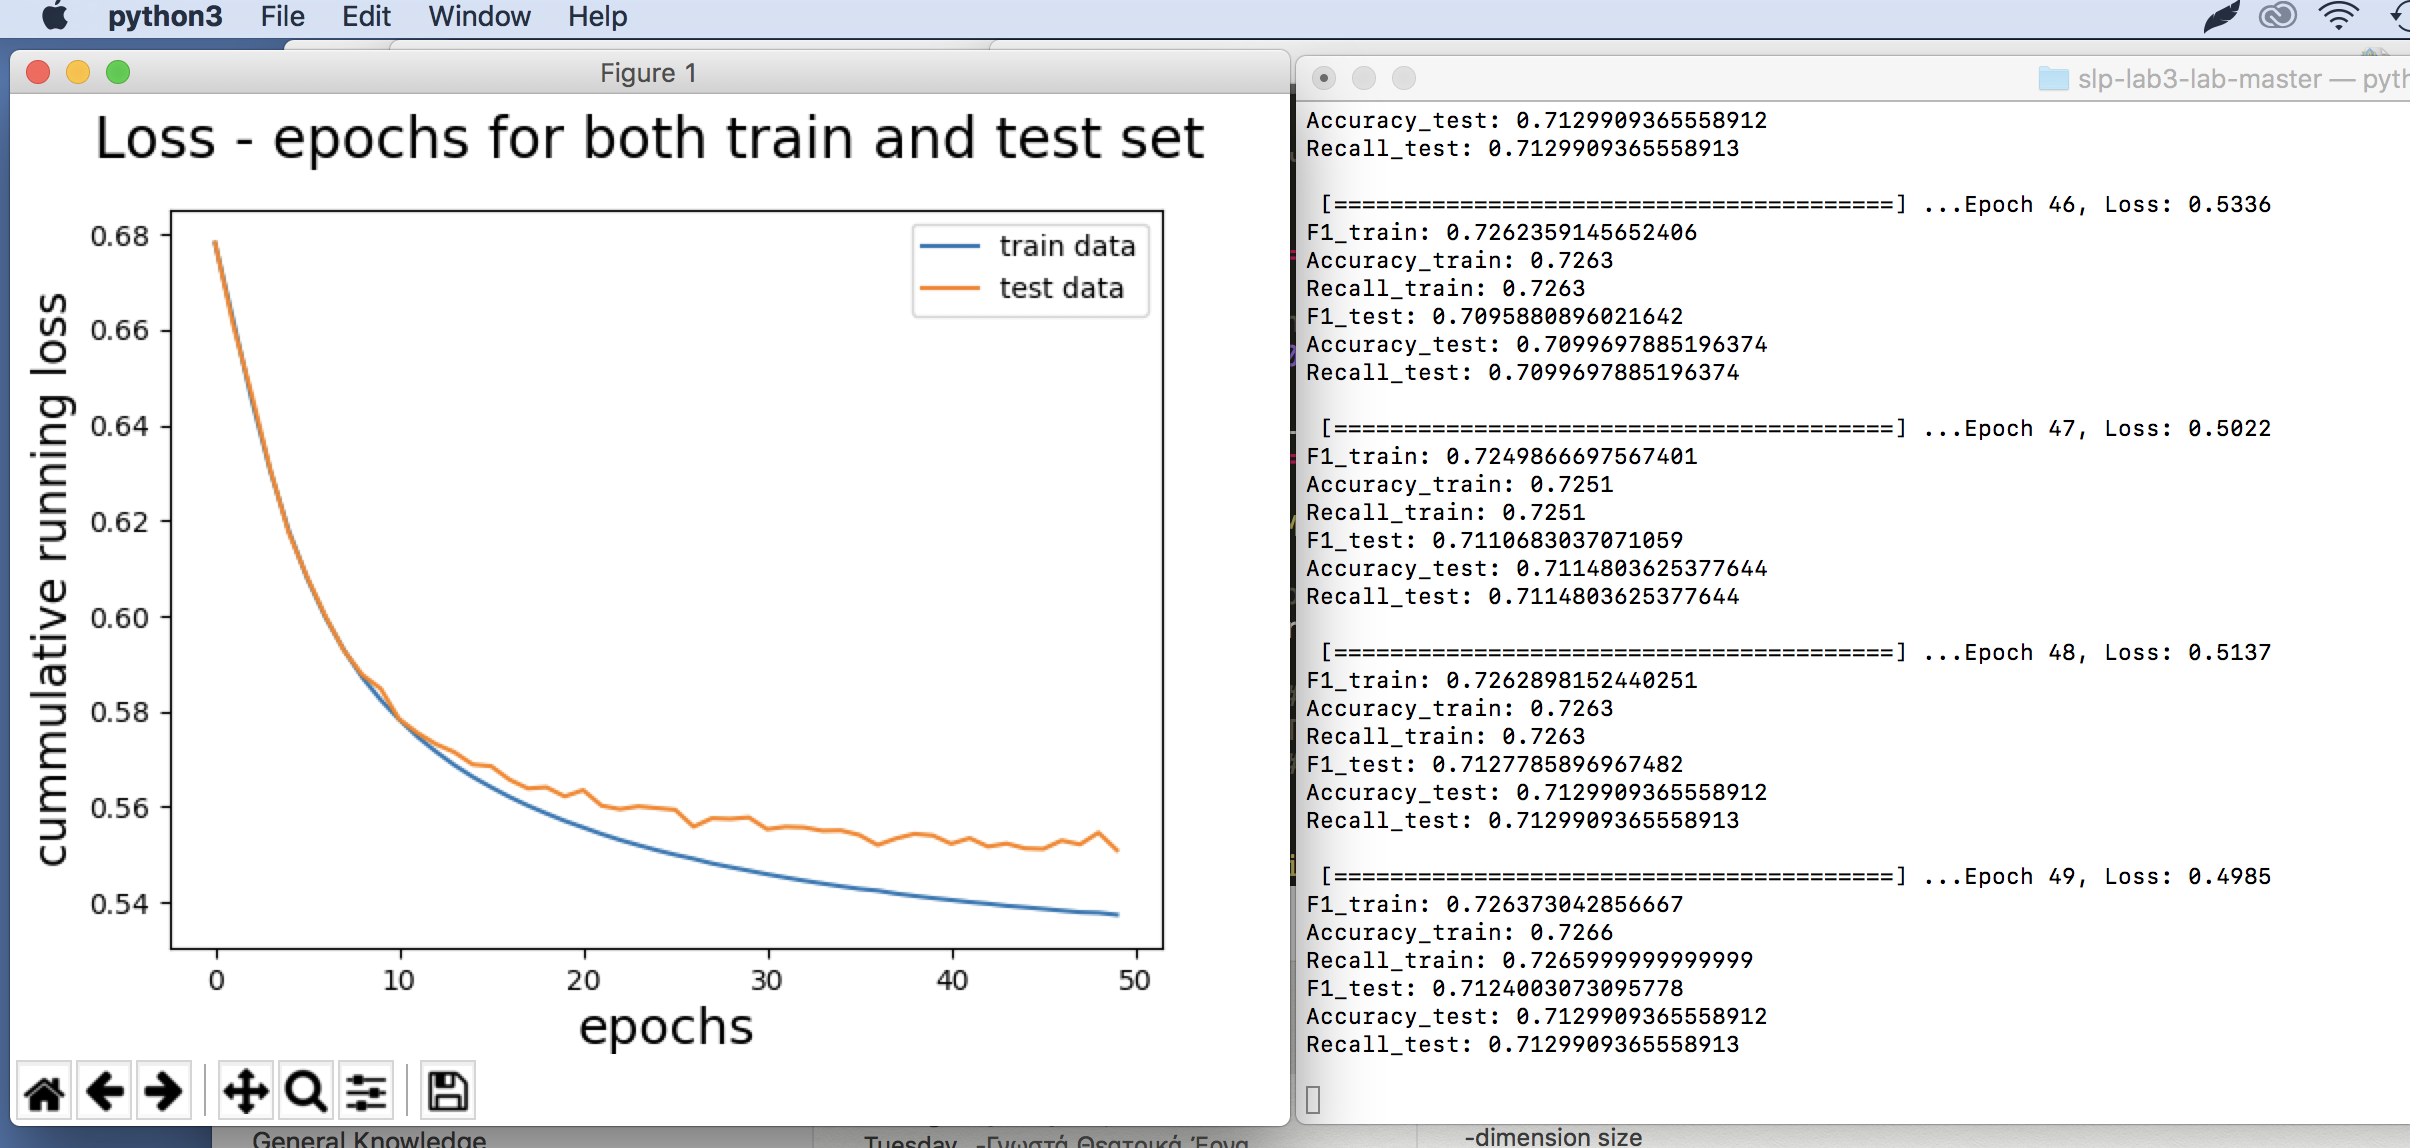 python3 File Edit Window Help
Figure 1
Loss - epochs for both train and test set
train data
test data
0.68
0.66
0.64
0.62
0.60
0.58
0.56
0.54
cummulative running loss
0 10 20 30 40 50
epochs
slp-lab3-lab-master — pyth
Accuracy_test: 0.7129909365558912
Recall_test: 0.7129909365558913
[========================================] ...Epoch 46, Loss: 0.5336
F1_train: 0.7262359145652406
Accuracy_train: 0.7263
Recall_train: 0.7263
F1_test: 0.7095880896021642
Accuracy_test: 0.7099697885196374
Recall_test: 0.7099697885196374
[========================================] ...Epoch 47, Loss: 0.5022
F1_train: 0.7249866697567401
Accuracy_train: 0.7251
Recall_train: 0.7251
F1_test: 0.7110683037071059
Accuracy_test: 0.7114803625377644
Recall_test: 0.7114803625377644
[========================================] ...Epoch 48, Loss: 0.5137
F1_train: 0.7262898152440251
Accuracy_train: 0.7263
Recall_train: 0.7263
F1_test: 0.7127785896967482
Accuracy_test: 0.7129909365558912
Recall_test: 0.7129909365558913
[========================================] ...Epoch 49, Loss: 0.4985
F1_train: 0.726373042856667
Accuracy_train: 0.7266
Recall_train: 0.7265999999999999
F1_test: 0.7124003073095778
Accuracy_test: 0.7129909365558912
Recall_test: 0.7129909365558913
General Knowledge
Tuesday -Γνωστά Θεατρικά Έργα
-dimension size